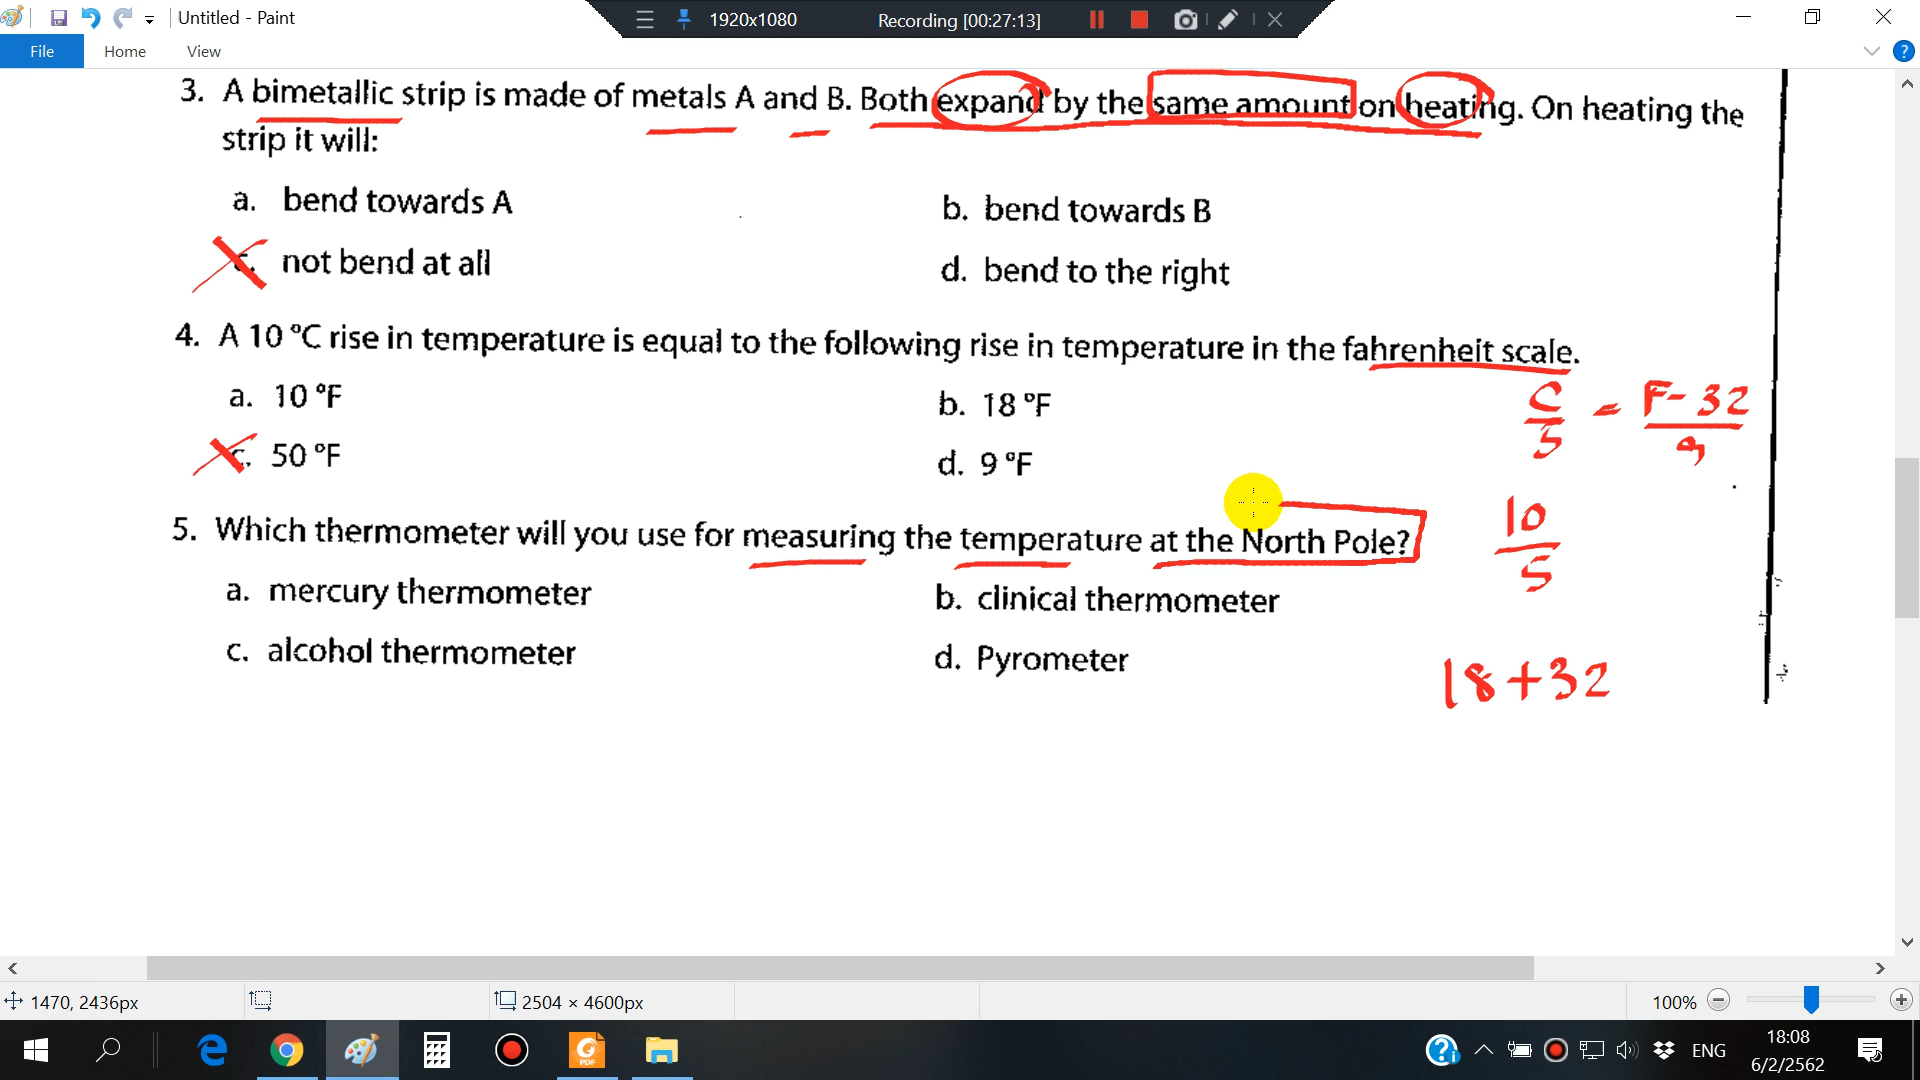 Untitled - Paint
1920x1080
Recording [00:27:13]
File
Home
View
3. A bimetallic strip is made of metals A and B. Both expand by the same amount on heating. On heating the
strip it will:
a. bend towards A
b. bend towards B
c. not bend at all
d. bend to the right
4. A 10 °C rise in temperature is equal to the following rise in temperature in the fahrenheit scale.
a. 10 °F
b. 18 °F
c. 50 °F
d. 9 °F
C/5 = F-32/9
5. Which thermometer will you use for measuring the temperature at the North Pole?
10/5
a. mercury thermometer
b. clinical thermometer
c. alcohol thermometer
d. Pyrometer
18+32
1470, 2436px
2504 × 4600px
100%
PDF
ENG
18:08
6/2/2562